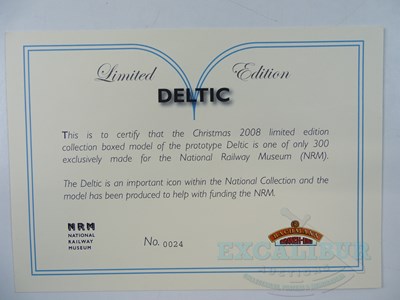 Limited Edition
DELTIC
This is to certify that the Christmas 2008 limited edition
collection boxed model of the prototype Deltic is one of only 300
exclusively made for the National Railway Museum (NRM).
The Deltic is an important icon within the National Collection and the
model has been produced to help with funding the NRM.
NRM
NATIONAL
RAILWAY
MUSEUM
No. 0024
BACHMANN
EXCALIBUR
AUCTIONS